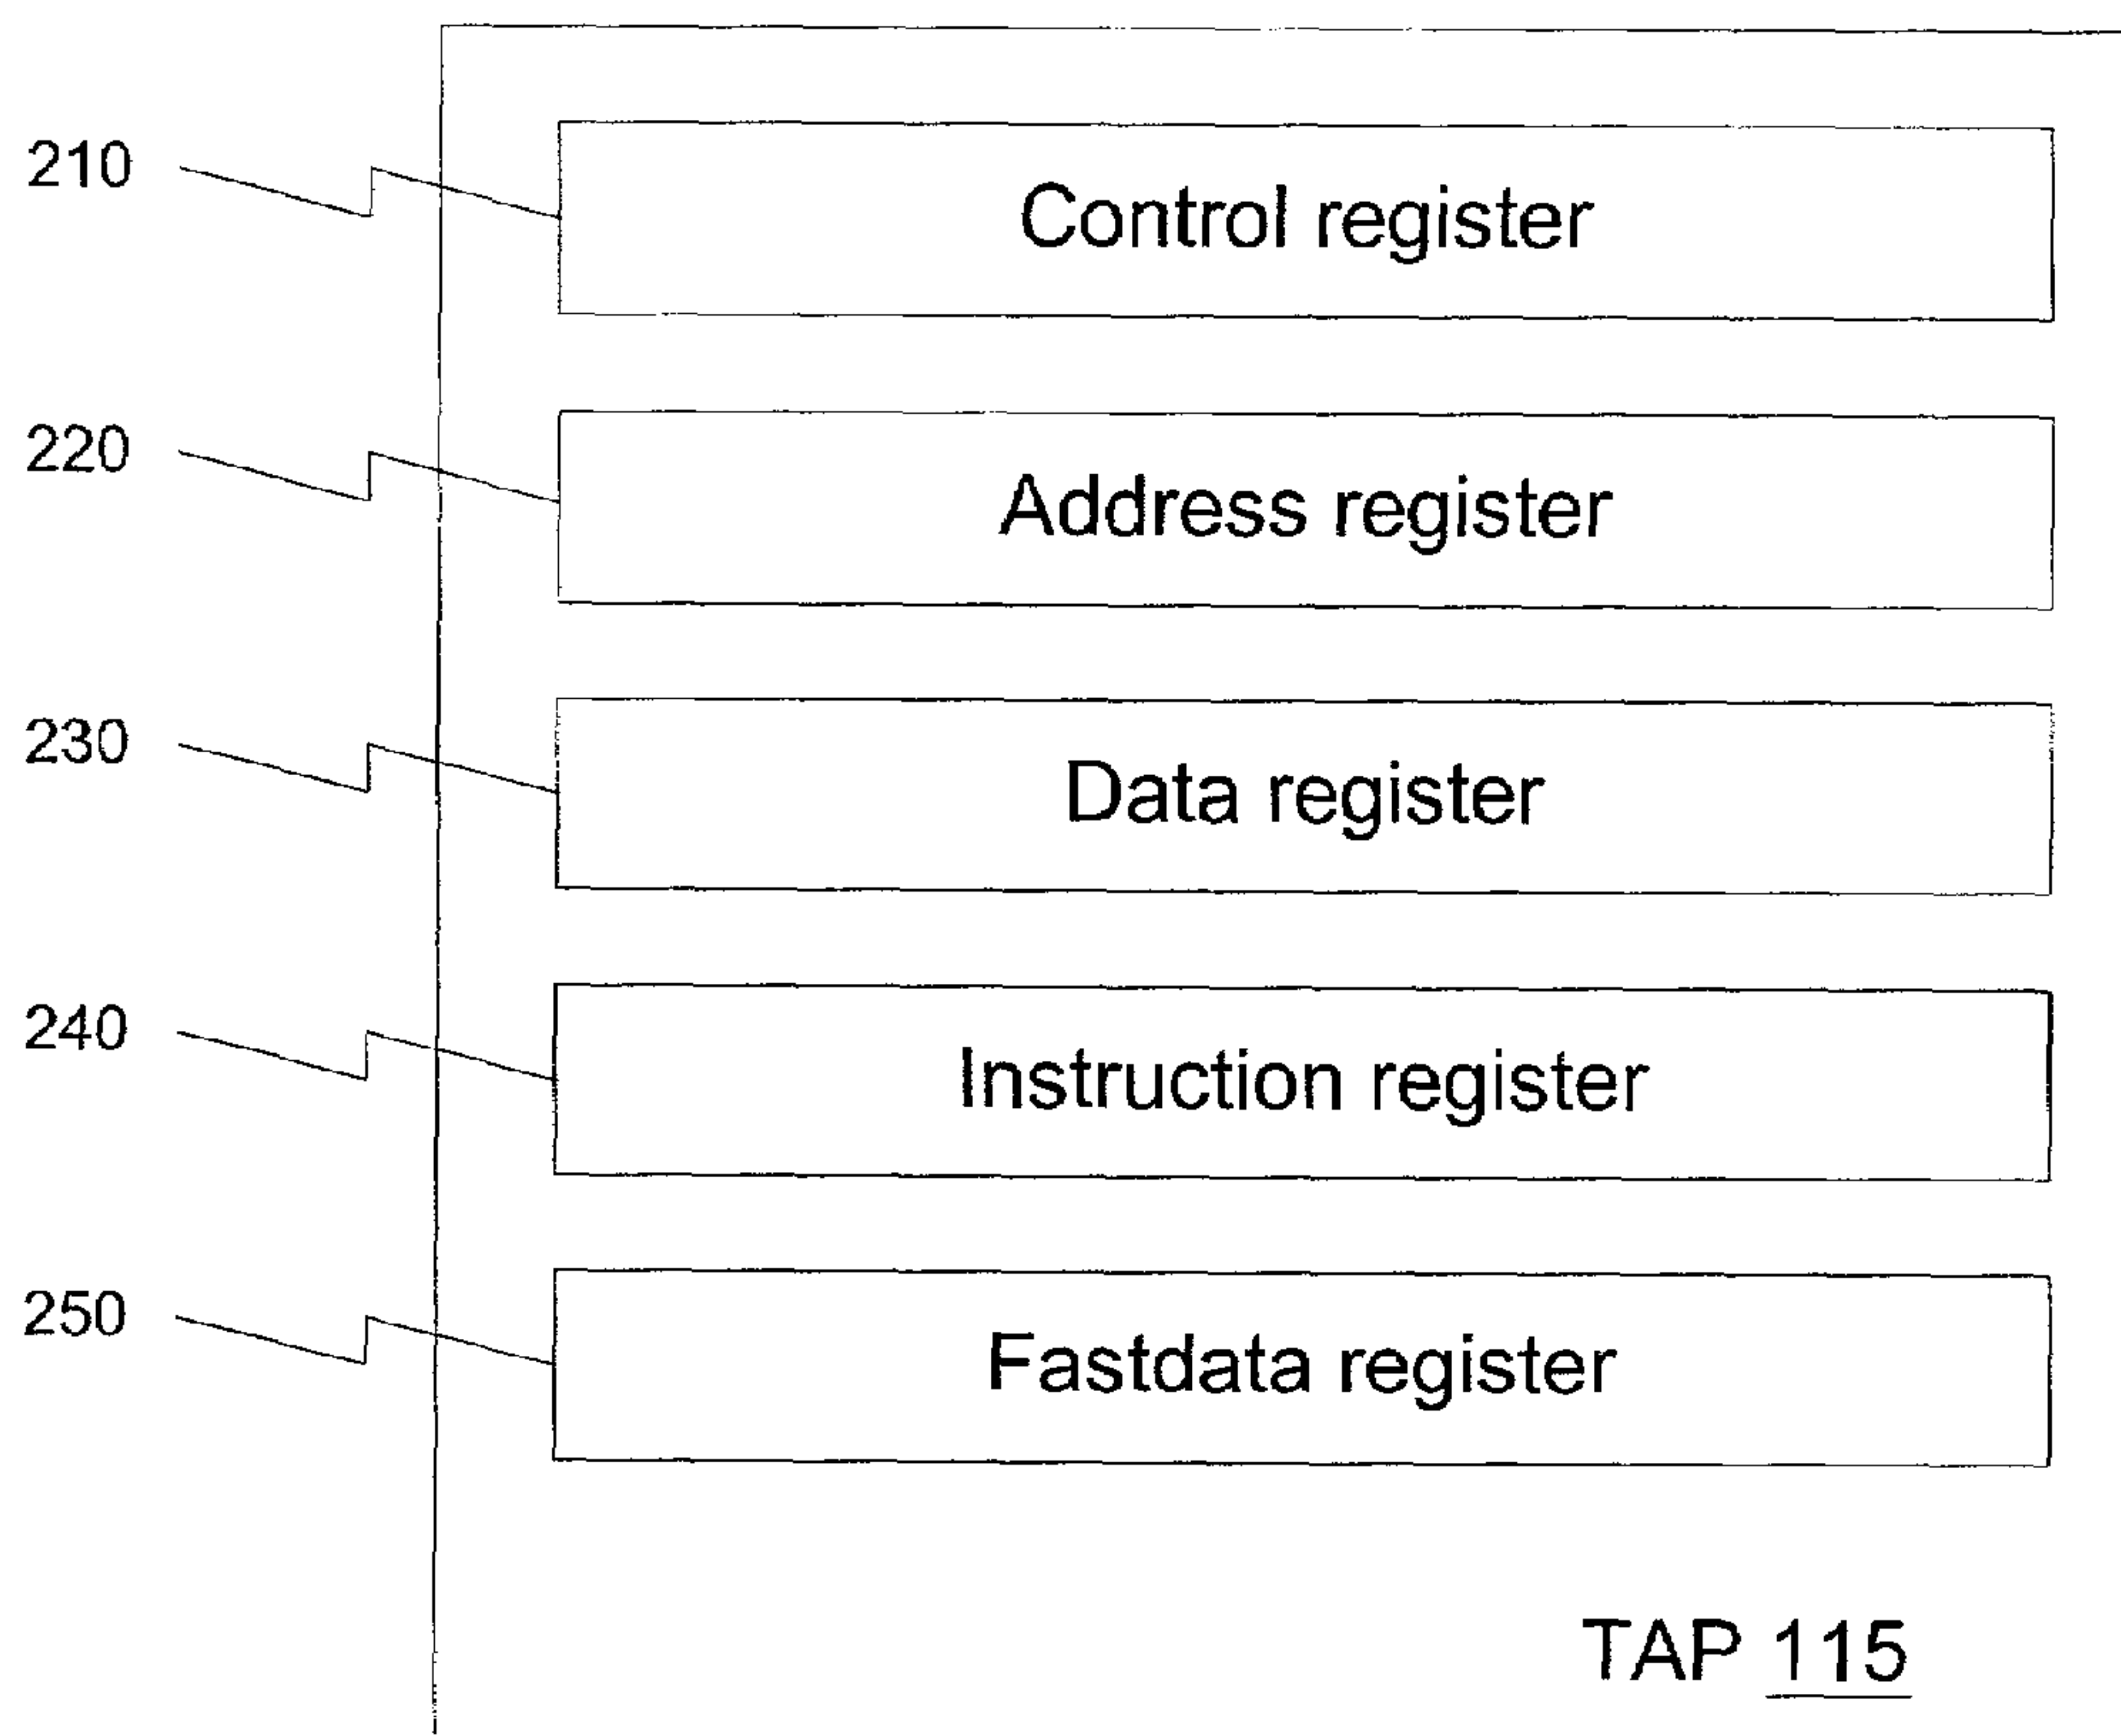 210
Control register
220
Address register
230
Data register
240
Instruction register
250
Fastdata register
TAP 115